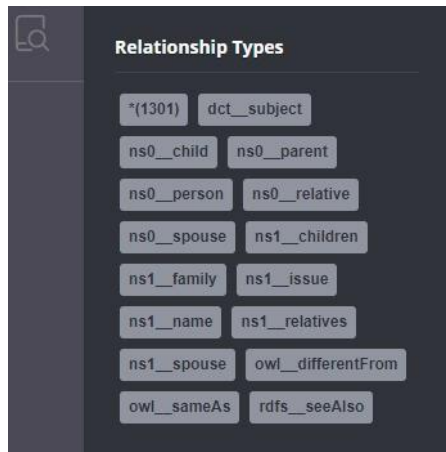 Relationship Types
*(1301) dct__subject
ns0__child ns0__parent
ns0__person ns0__relative
ns0__spouse ns1__children
ns1__family ns1__issue
ns1__name ns1__relatives
ns1__spouse owl__differentFrom
owl__sameAs rdfs__seeAlso